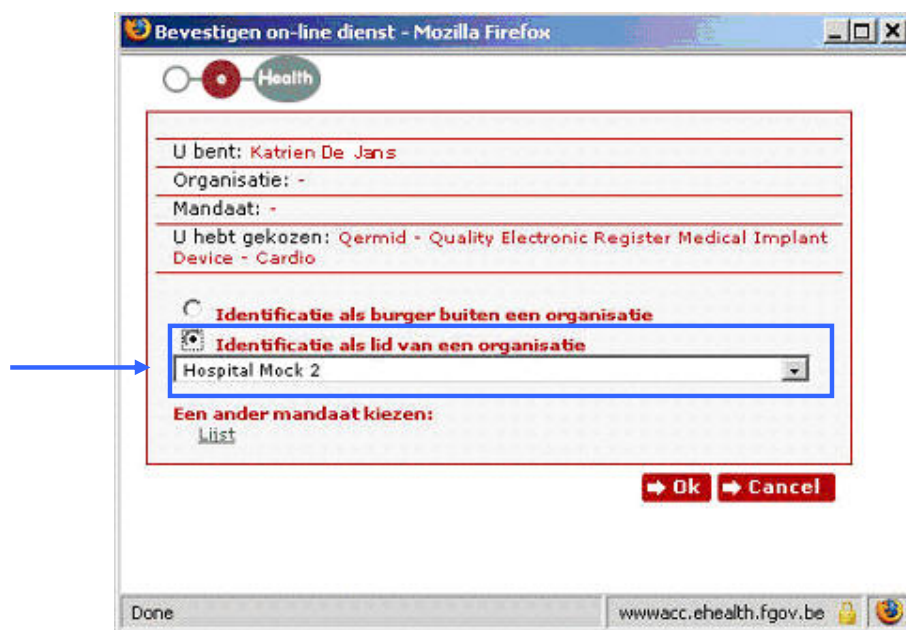 Bevestigen on-line dienst - Mozilla Firefox
Health
U bent: Katrien De Jans
Organisatie: -
Mandaat: -
U hebt gekozen: Qermid - Quality Electronic Register Medical Implant
Device - Cardio
Identificatie als burger buiten een organisatie
Identificatie als lid van een organisatie
Hospital Mock 2
Een ander mandaat kiezen:
Lijst
Ok Cancel
Done wwwacc.ehealth.fgov.be